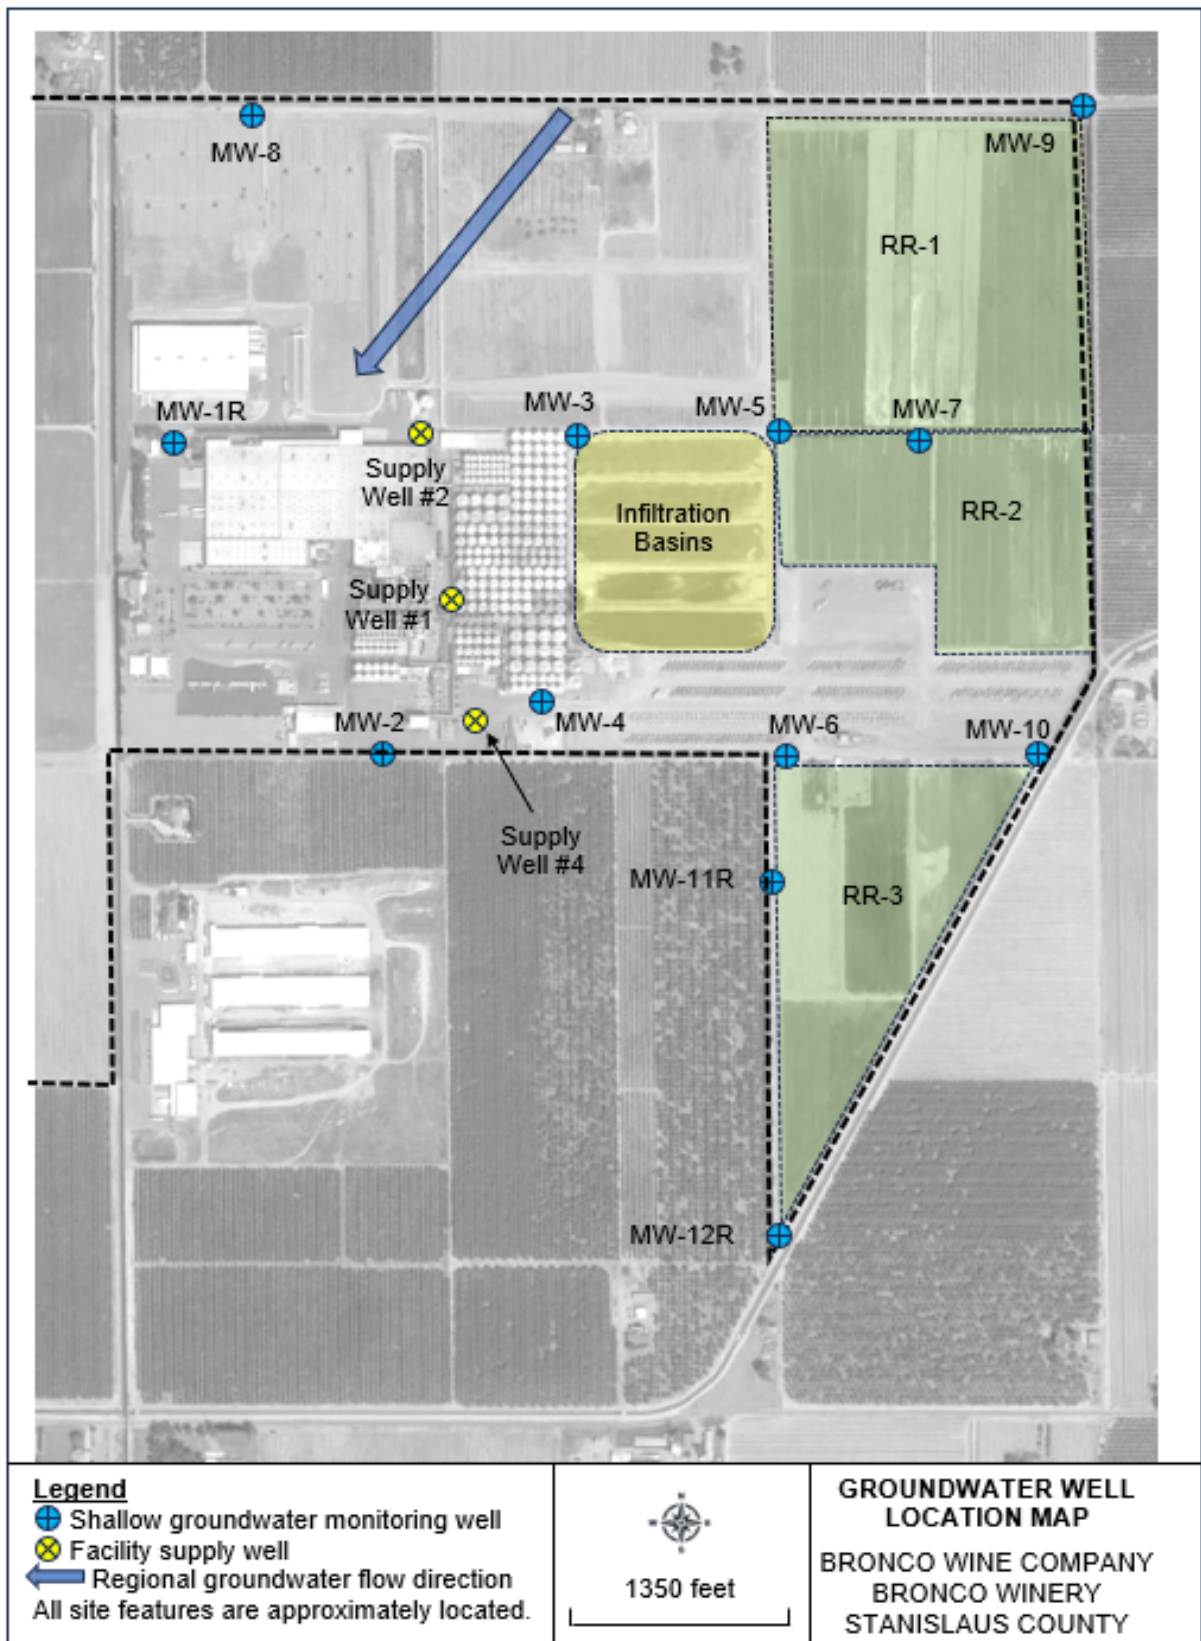 MW-8
MW-9
RR-1
MW-1R
MW-3
MW-5
MW-7
Supply
Well #2
Infiltration
Basins
RR-2
Supply
Well #1
MW-2
MW-4
MW-6
MW-10
Supply
Well #4
MW-11R
RR-3
MW-12R
Legend
Shallow groundwater monitoring well
Facility supply well
Regional groundwater flow direction
All site features are approximately located.
N
1350 feet
GROUNDWATER WELL
LOCATION MAP
BRONCO WINE COMPANY
BRONCO WINERY
STANISLAUS COUNTY